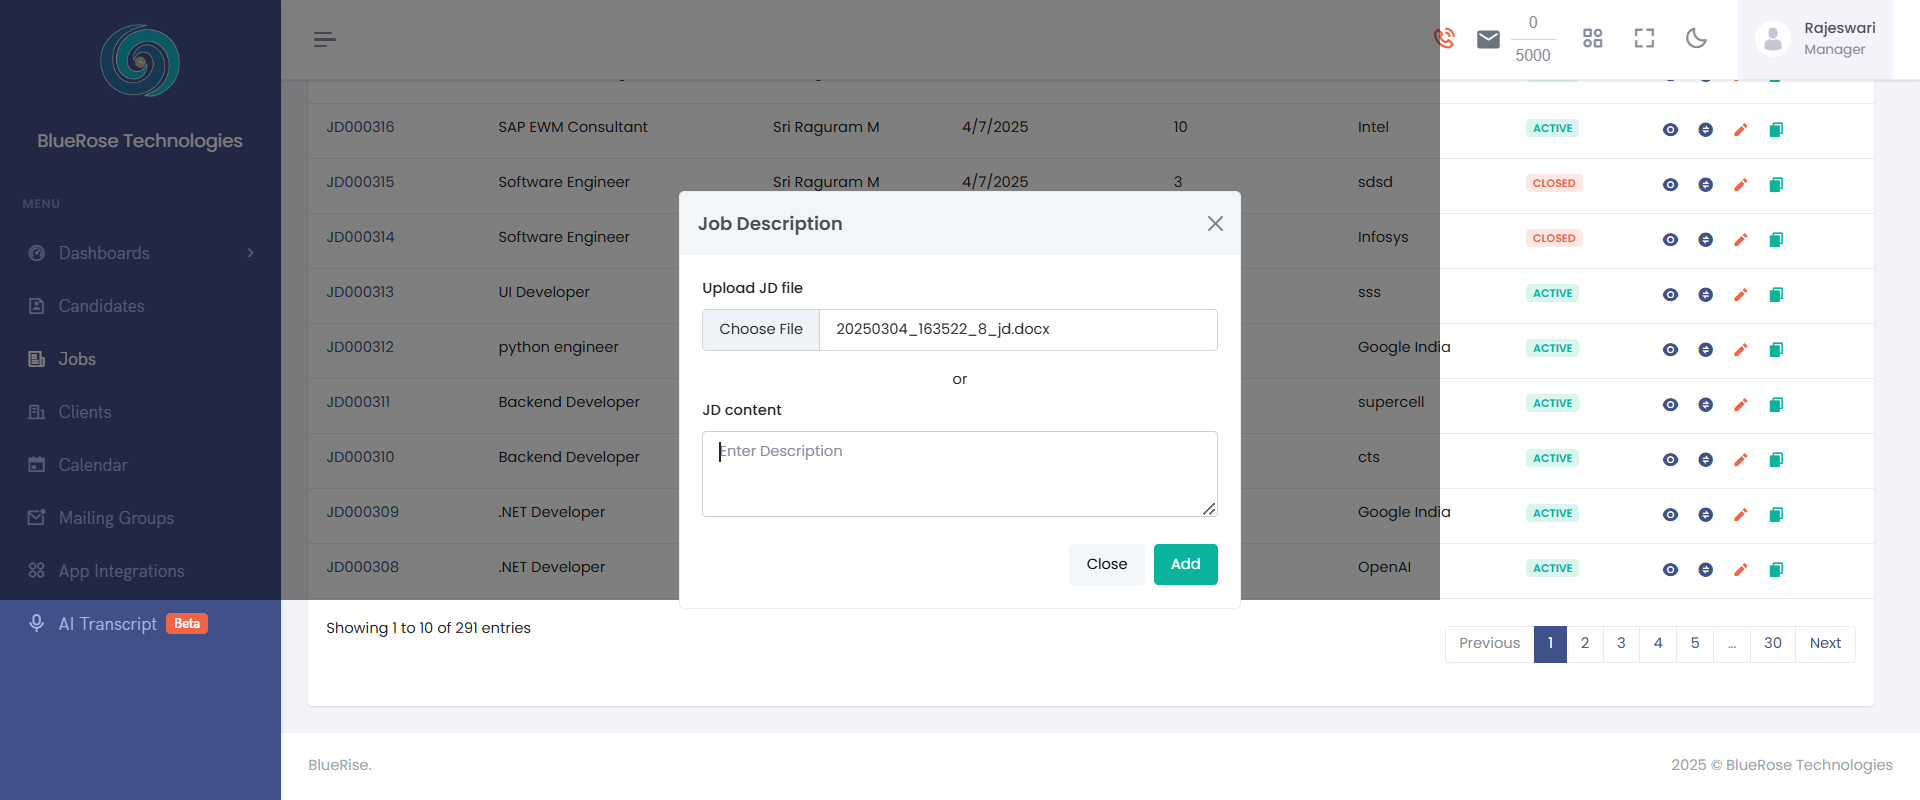 BlueRose Technologies
MENU
Dashboards
Candidates
Jobs
Clients
Calendar
Mailing Groups
App Integrations
AI Transcript Beta
0
5000
Rajeswari
Manager
JD000316 SAP EWM Consultant Sri Raguram M 4/7/2025 10 Intel ACTIVE
JD000315 Software Engineer Sri Raguram M 4/7/2025 3 sdsd CLOSED
JD000314 Software Engineer Infosys CLOSED
JD000313 UI Developer sss ACTIVE
JD000312 python engineer Google India ACTIVE
JD000311 Backend Developer supercell ACTIVE
JD000310 Backend Developer cts ACTIVE
JD000309 .NET Developer Google India ACTIVE
JD000308 .NET Developer OpenAI ACTIVE
Job Description
Upload JD file
Choose File 20250304_163522_8_jd.docx
or
JD content
Enter Description
Close Add
Showing 1 to 10 of 291 entries
Previous 1 2 3 4 5 ... 30 Next
BlueRise.
2025 © BlueRose Technologies